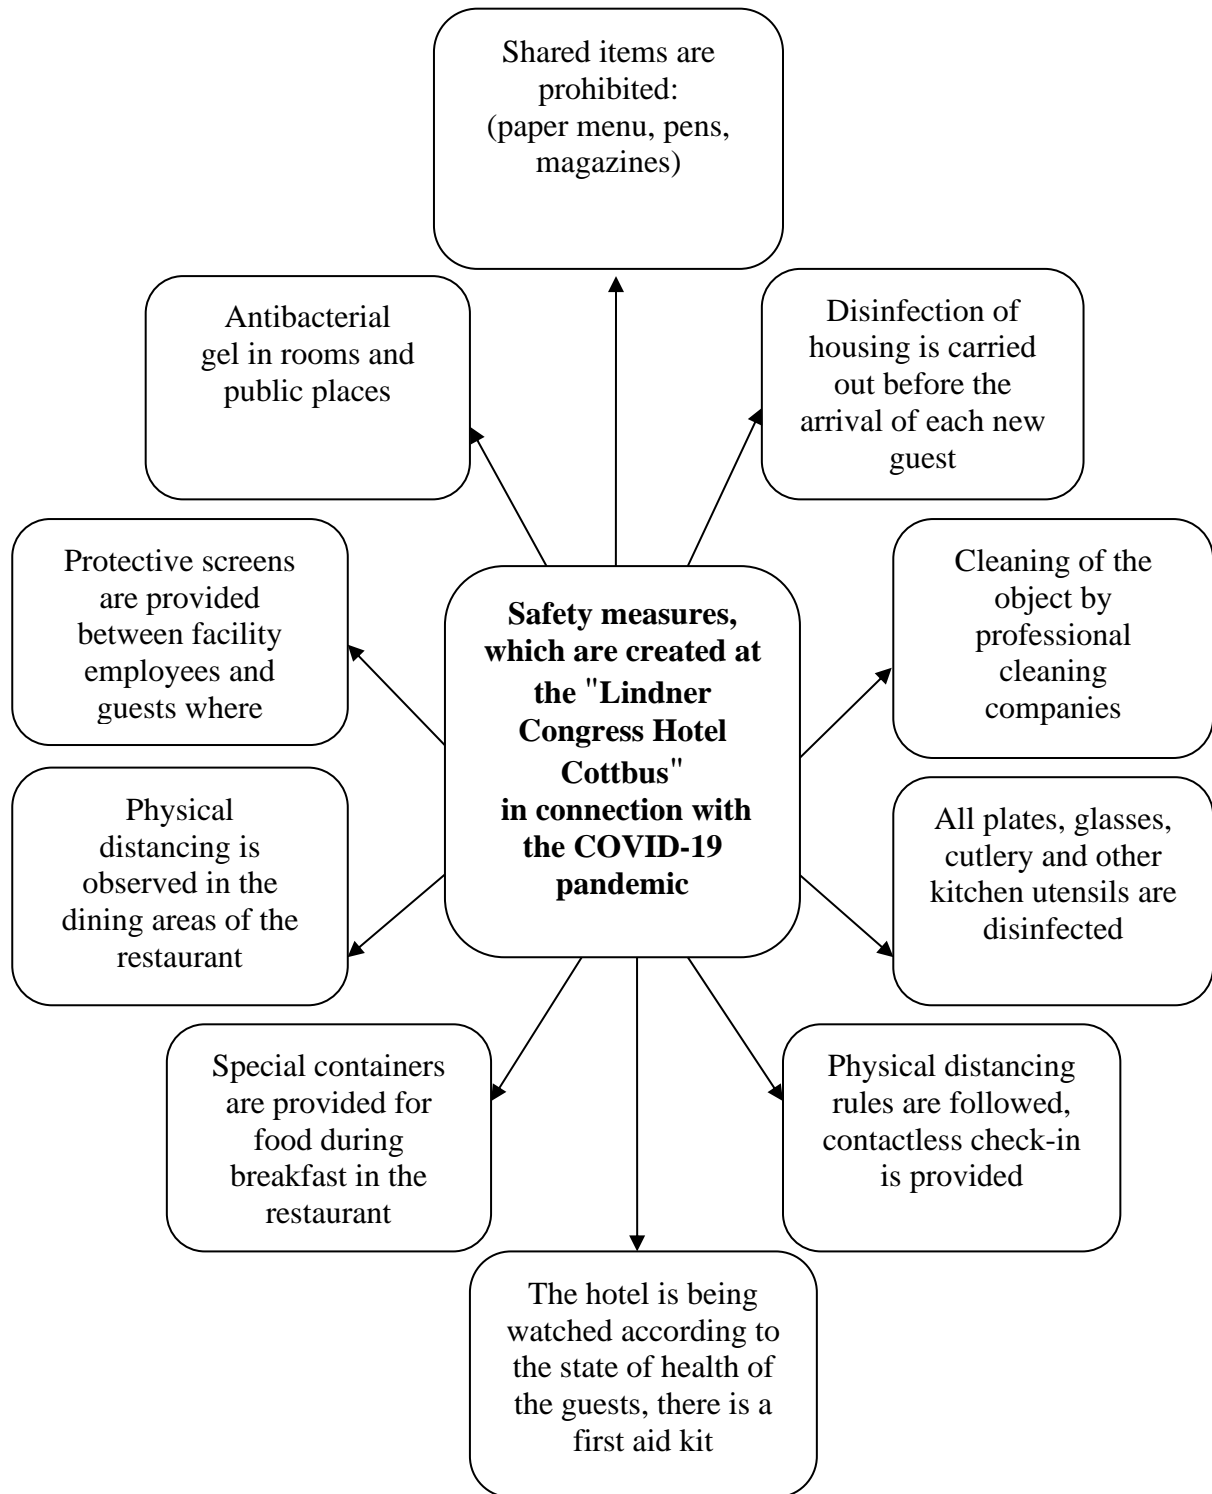 Shared items are
prohibited:
(paper menu, pens,
magazines)
Antibacterial
gel in rooms and
public places
Disinfection of
housing is carried
out before the
arrival of each new
guest
Protective screens
are provided
between facility
employees and
guests where
Safety measures,
which are created at
the "Lindner
Congress Hotel
Cottbus"
in connection with
the COVID-19
pandemic
Cleaning of the
object by
professional
cleaning
companies
Physical
distancing is
observed in the
dining areas of the
restaurant
All plates, glasses,
cutlery and other
kitchen utensils are
disinfected
Special containers
are provided for
food during
breakfast in the
restaurant
Physical distancing
rules are followed,
contactless check-in
is provided
The hotel is being
watched according to
the state of health of
the guests, there is a
first aid kit